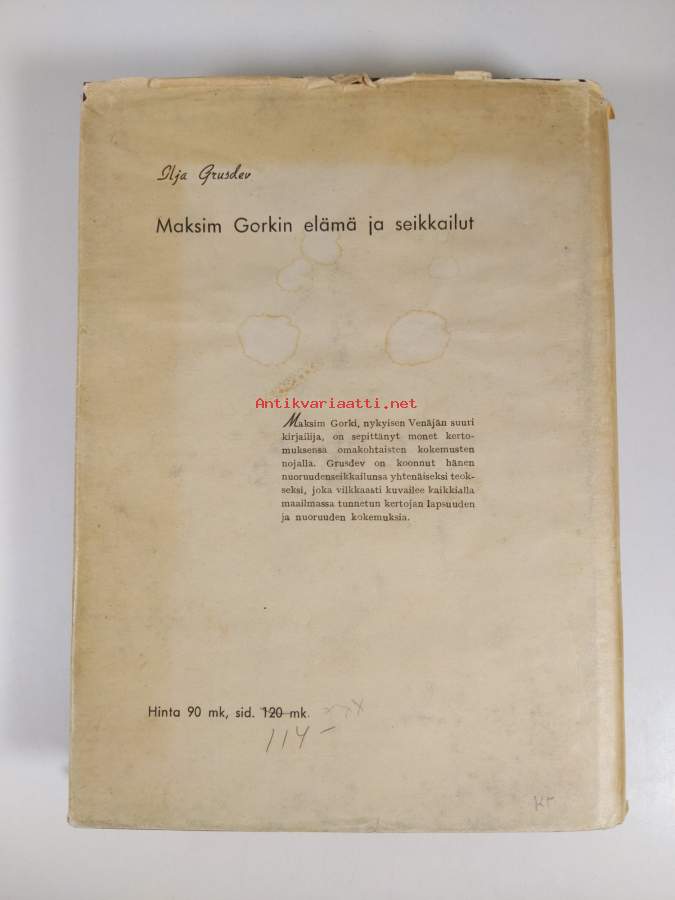 Ilja Grusdev
Maksim Gorkin elämä ja seikkailut
Antikvariaatti.net
Maksim Gorki, nykyisen Venäjän suuri
kirjailija, on sepittänyt monet kerto-
muksensa omakohtaisten kokemusten
nojalla. Grusdev on koonnut hänen
nuoruudenseikkailunsa yhtenäiseksi teok-
seksi, joka vilkkaasti kuvailee kaikkialla
maailmassa tunnetun kertojan lapsuuden
ja nuoruuden kokemuksia.
Hinta 90 mk, sid. 120 mk. xxx
114-